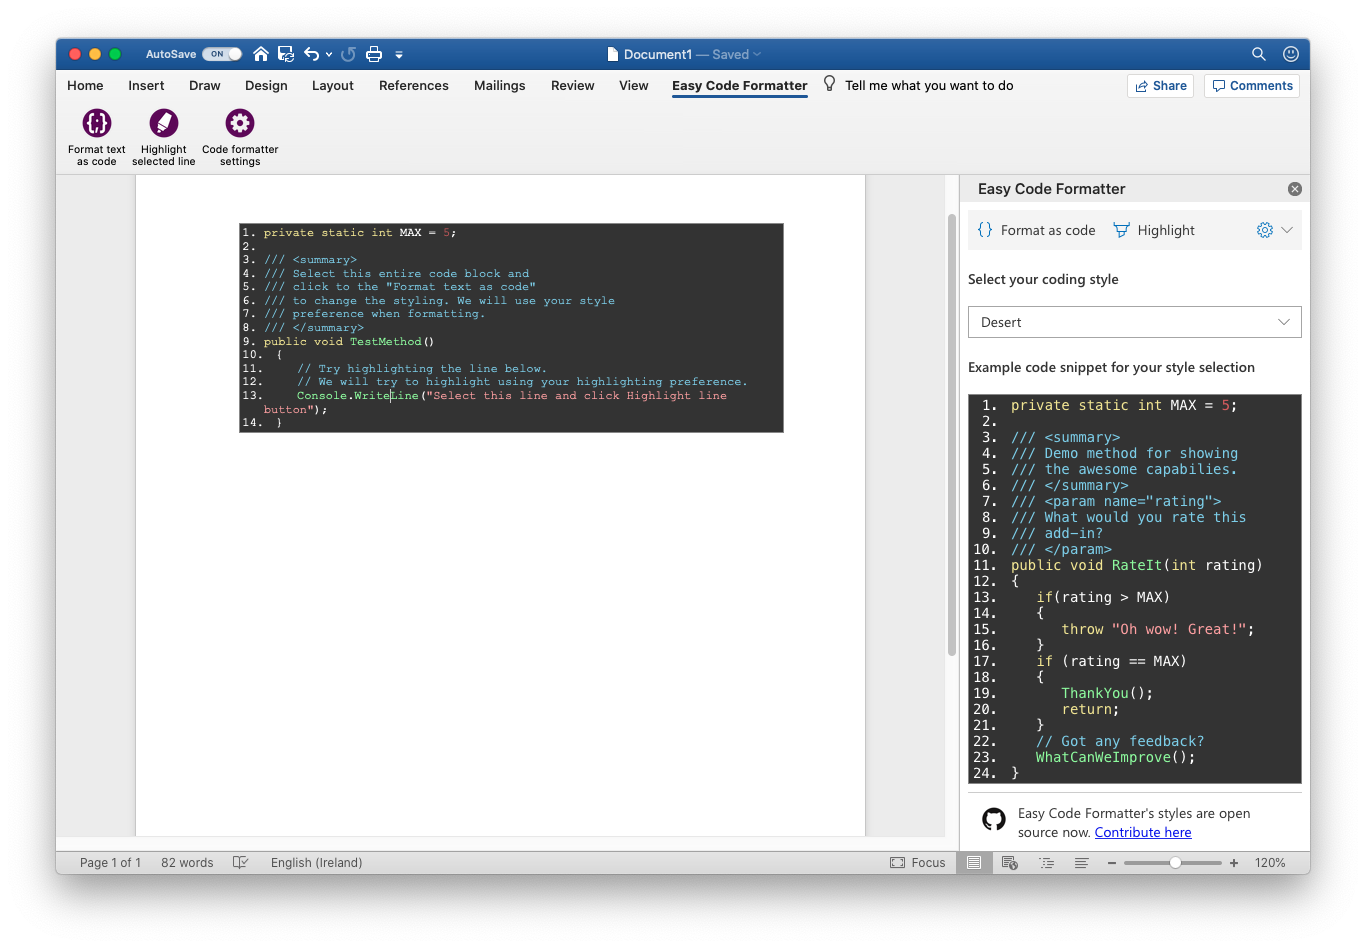 AutoSave ON Document1 — Saved
Home Insert Draw Design Layout References Mailings Review View Easy Code Formatter Tell me what you want to do Share Comments
Format text as code
Highlight selected line
Code formatter settings
1. private static int MAX = 5;
2.
3. /// <summary>
4. /// Select this entire code block and
5. /// click to the "Format text as code"
6. /// to change the styling. We will use your style
7. /// preference when formatting.
8. /// </summary>
9. public void TestMethod()
10. {
11. // Try highlighting the line below.
12. // We will try to highlight using your highlighting preference.
13. Console.WriteLine("Select this line and click Highlight line
button");
14. }
Easy Code Formatter
{} Format as code Highlight
Select your coding style
Desert
Example code snippet for your style selection
1. private static int MAX = 5;
2.
3. /// <summary>
4. /// Demo method for showing
5. /// the awesome capabilies.
6. /// </summary>
7. /// <param name="rating">
8. /// What would you rate this
9. /// add-in?
10. /// </param>
11. public void RateIt(int rating)
12. {
13. if(rating > MAX)
14. {
15. throw "Oh wow! Great!";
16. }
17. if (rating == MAX)
18. {
19. ThankYou();
20. return;
21. }
22. // Got any feedback?
23. WhatCanWeImprove();
24. }
Easy Code Formatter's styles are open
source now. Contribute here
Page 1 of 1 82 words English (Ireland) Focus 120%